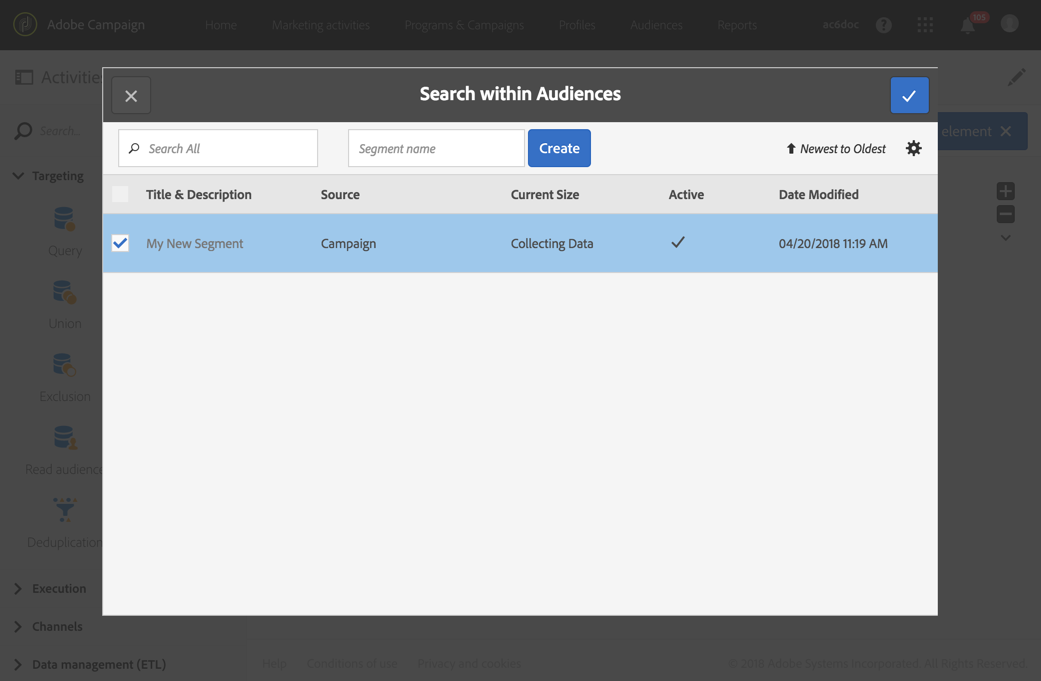 Adobe Campaign Home Marketing activities Programs & Campaigns Profiles Audiences Reports ac6doc 105
Activitie
Search within Audiences
Search...
Search All Segment name Create Newest to Oldest
element
Targeting
Title & Description Source Current Size Active Date Modified
My New Segment Campaign Collecting Data 04/20/2018 11:19 AM
Query
Union
Exclusion
Read audience
Deduplication
Execution
Channels
Data management (ETL)
Help Conditions of use Privacy and cookies © 2016 Adobe Systems Incorporated. All Rights Reserved.